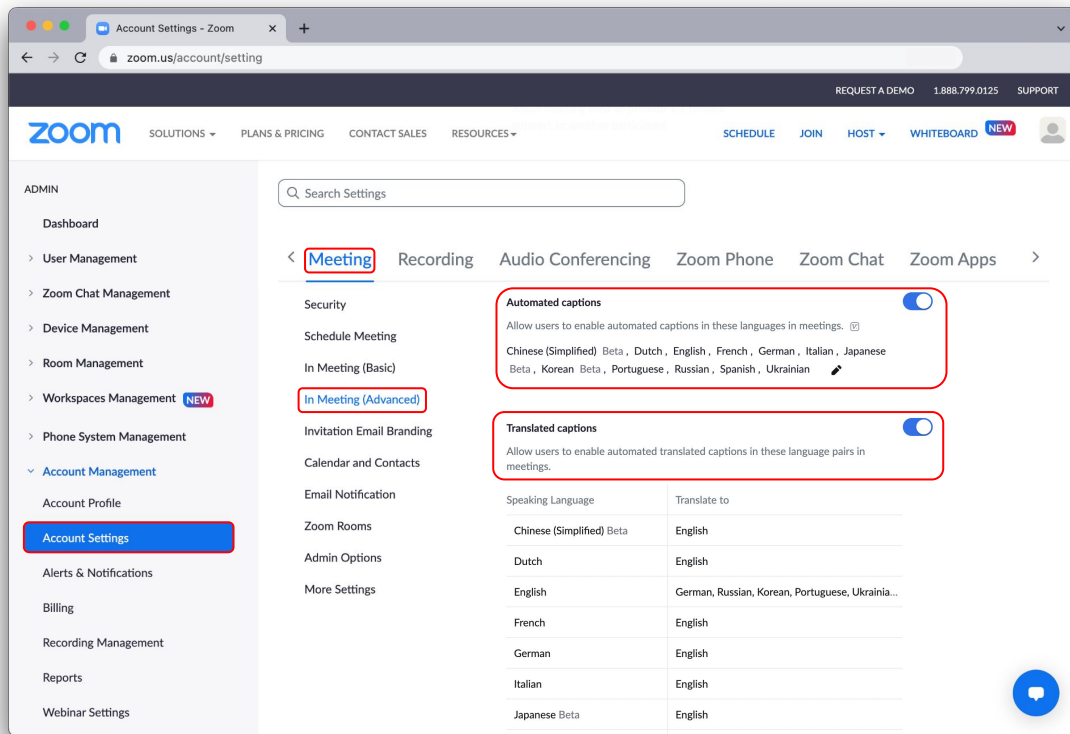 Account Settings - Zoom
zoom.us/account/setting
REQUEST A DEMO 1.888.799.0125 SUPPORT
zoom SOLUTIONS PLANS & PRICING CONTACT SALES RESOURCES SCHEDULE JOIN HOST WHITEBOARD NEW
ADMIN
Dashboard
User Management
Zoom Chat Management
Device Management
Room Management
Workspaces Management NEW
Phone System Management
Account Management
Account Profile
Account Settings
Alerts & Notifications
Billing
Recording Management
Reports
Webinar Settings
Search Settings
Meeting Recording Audio Conferencing Zoom Phone Zoom Chat Zoom Apps
Security
Schedule Meeting
In Meeting (Basic)
In Meeting (Advanced)
Invitation Email Branding
Calendar and Contacts
Email Notification
Zoom Rooms
Admin Options
More Settings
Automated captions
Allow users to enable automated captions in these languages in meetings.
Chinese (Simplified) Beta , Dutch , English , French , German , Italian , Japanese
Beta , Korean Beta , Portuguese , Russian , Spanish , Ukrainian
Translated captions
Allow users to enable automated translated captions in these language pairs in
meetings.
Speaking Language Translate to
Chinese (Simplified) Beta English
Dutch English
English German, Russian, Korean, Portuguese, Ukrainia...
French English
German English
Italian English
Japanese Beta English